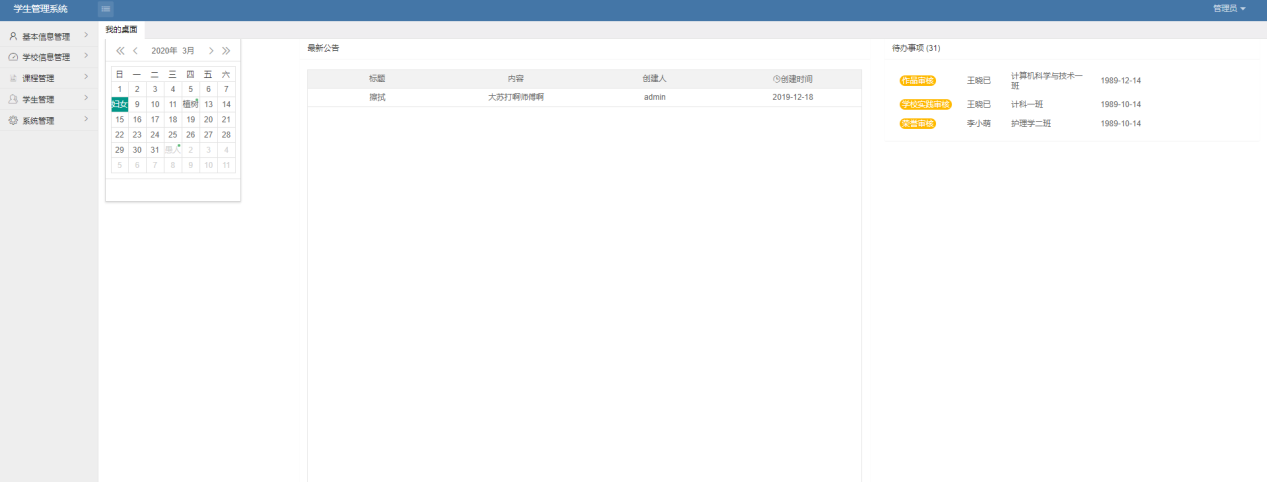 学生管理系统
管理员
基本信息管理
学校信息管理
课程管理
学生管理
系统管理
我的桌面
2020年 3月
日 一 二 三 四 五 六
1 2 3 4 5 6 7
妇女 9 10 11 植树 13 14
15 16 17 18 19 20 21
22 23 24 25 26 27 28
29 30 31 愚人 2 3 4
5 6 7 8 9 10 11
最新公告
标题 内容 创建人 创建时间
擦拭 大苏打啊师傅啊 admin 2019-12-18
待办事项 (31)
作品审核 王晓巳 计算机科学与技术一
班 1989-12-14
学校实践审核 王晓巳 计科一班 1989-10-14
荣誉审核 李小萌 护理学二班 1989-10-14